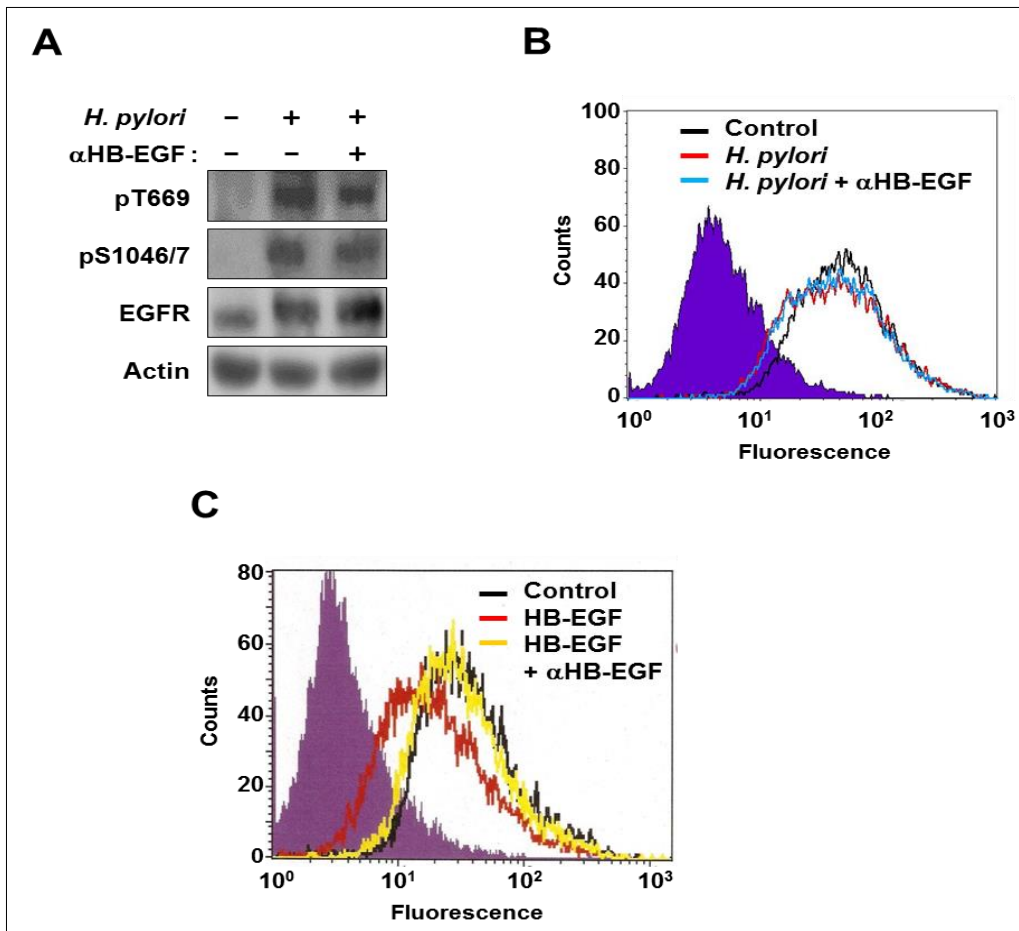 A
H. pylori − + +
αHB-EGF : − − +
pT669
pS1046/7
EGFR
Actin
B
100
80
60
40
20
0
Counts
Control
H. pylori
H. pylori + αHB-EGF
10⁰ 10¹ 10² 10³
Fluorescence
C
80
60
40
20
0
Counts
Control
HB-EGF
HB-EGF
+ αHB-EGF
10⁰ 10¹ 10² 10³
Fluorescence